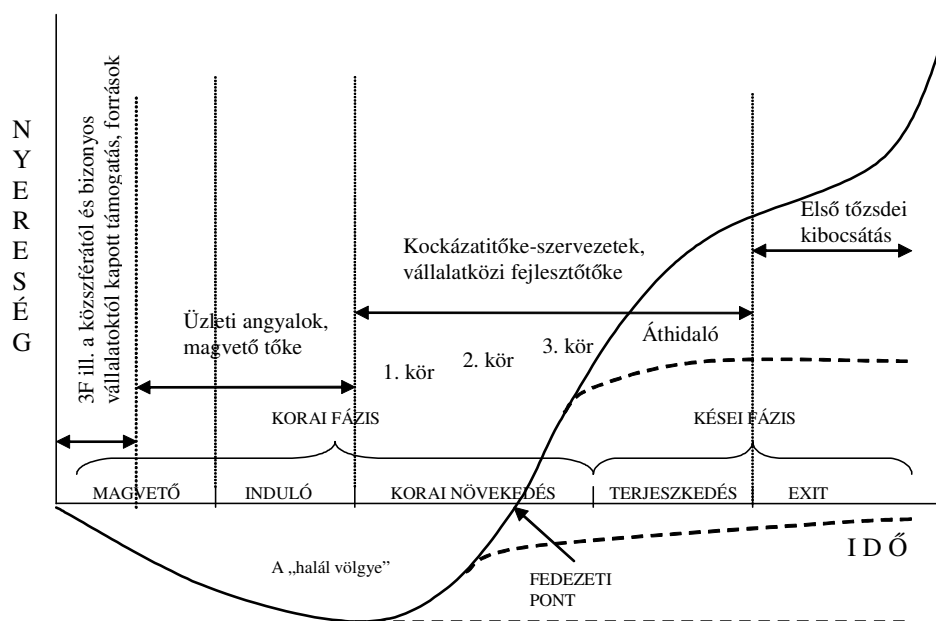 NYERESÉG
3F ill. a közszférától és bizonyos
vállalatoktól kapott támogatás, források
Üzleti angyalok,
magvető tőke
Kockázatitőke-szervezetek,
vállalatközi fejlesztőtőke
Első tőzsdei
kibocsátás
1. kör
2. kör
3. kör
Áthidaló
KORAI FÁZIS
KÉSEI FÁZIS
MAGVETŐ
INDULÓ
KORAI NÖVEKEDÉS
TERJESZKEDÉS
EXIT
IDŐ
A „halál völgye”
FEDEZETI
PONT